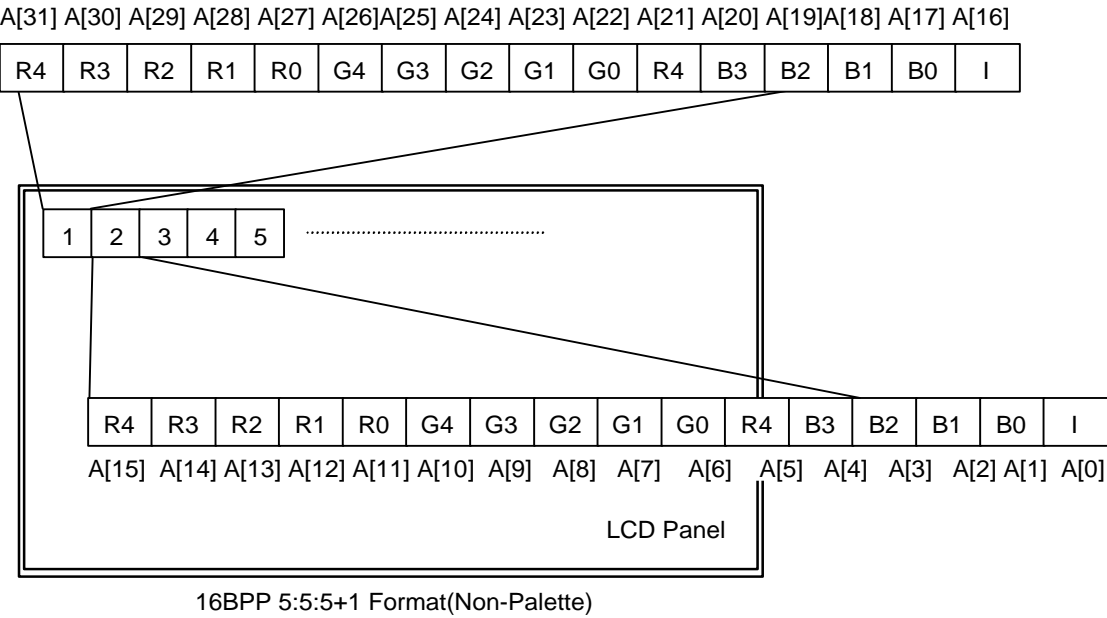 A[31] A[30] A[29] A[28] A[27] A[26]A[25] A[24] A[23] A[22] A[21] A[20] A[19]A[18] A[17] A[16]
R4 R3 R2 R1 R0 G4 G3 G2 G1 G0 R4 B3 B2 B1 B0 I
1 2 3 4 5
R4 R3 R2 R1 R0 G4 G3 G2 G1 G0 R4 B3 B2 B1 B0 I
A[15] A[14] A[13] A[12] A[11] A[10] A[9] A[8] A[7] A[6] A[5] A[4] A[3] A[2] A[1] A[0]
LCD Panel
16BPP 5:5:5+1 Format(Non-Palette)